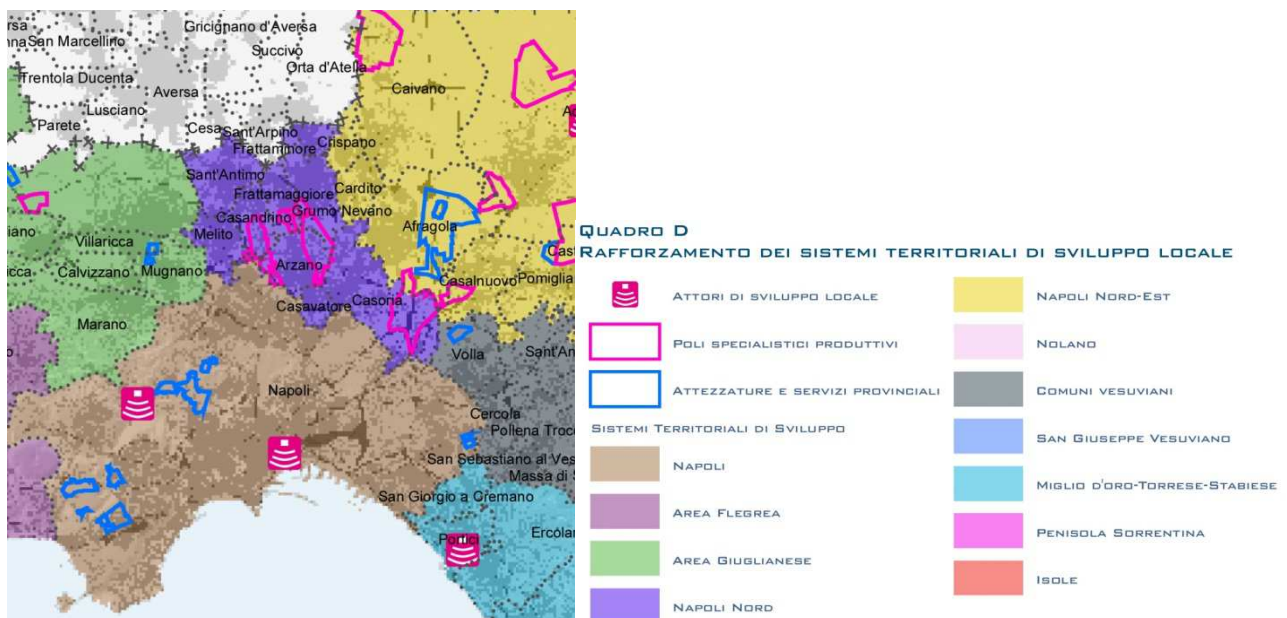 Gricignano d'Aversa
San Marcellino
Succivo
Orta d'Atella
Trentola Ducenta
Caivano
Aversa
Lusciano
Parete
Cesa
Sant'Arpino
Frattaminore
Crispano
Sant'Antimo
Cardito
Frattamaggiore
Grumo Nevano
Casandrino
Afragola
Melito
Villaricca
Arzano
Calvizzano
Mugnano
Casalnuovo
Pomiglia
Casavatore
Casoria
Marano
Volla
Sant'An
Napoli
Cercola
Pollena Troc
San Sebastiano al Ves
Massa di S
San Giorgio a Cremano
Portici
Ercolan
QUADRO D
RAFFORZAMENTO DEI SISTEMI TERRITORIALI DI SVILUPPO LOCALE
ATTORI DI SVILUPPO LOCALE
POLI SPECIALISTICI PRODUTTIVI
ATTEZZATURE E SERVIZI PROVINCIALI
SISTEMI TERRITORIALI DI SVILUPPO
NAPOLI
AREA FLEGREA
AREA GIUGLIANESE
NAPOLI NORD
NAPOLI NORD-EST
NOLANO
COMUNI VESUVIANI
SAN GIUSEPPE VESUVIANO
MIGLIO D'ORO-TORRESE-STABIESE
PENISOLA SORRENTINA
ISOLE